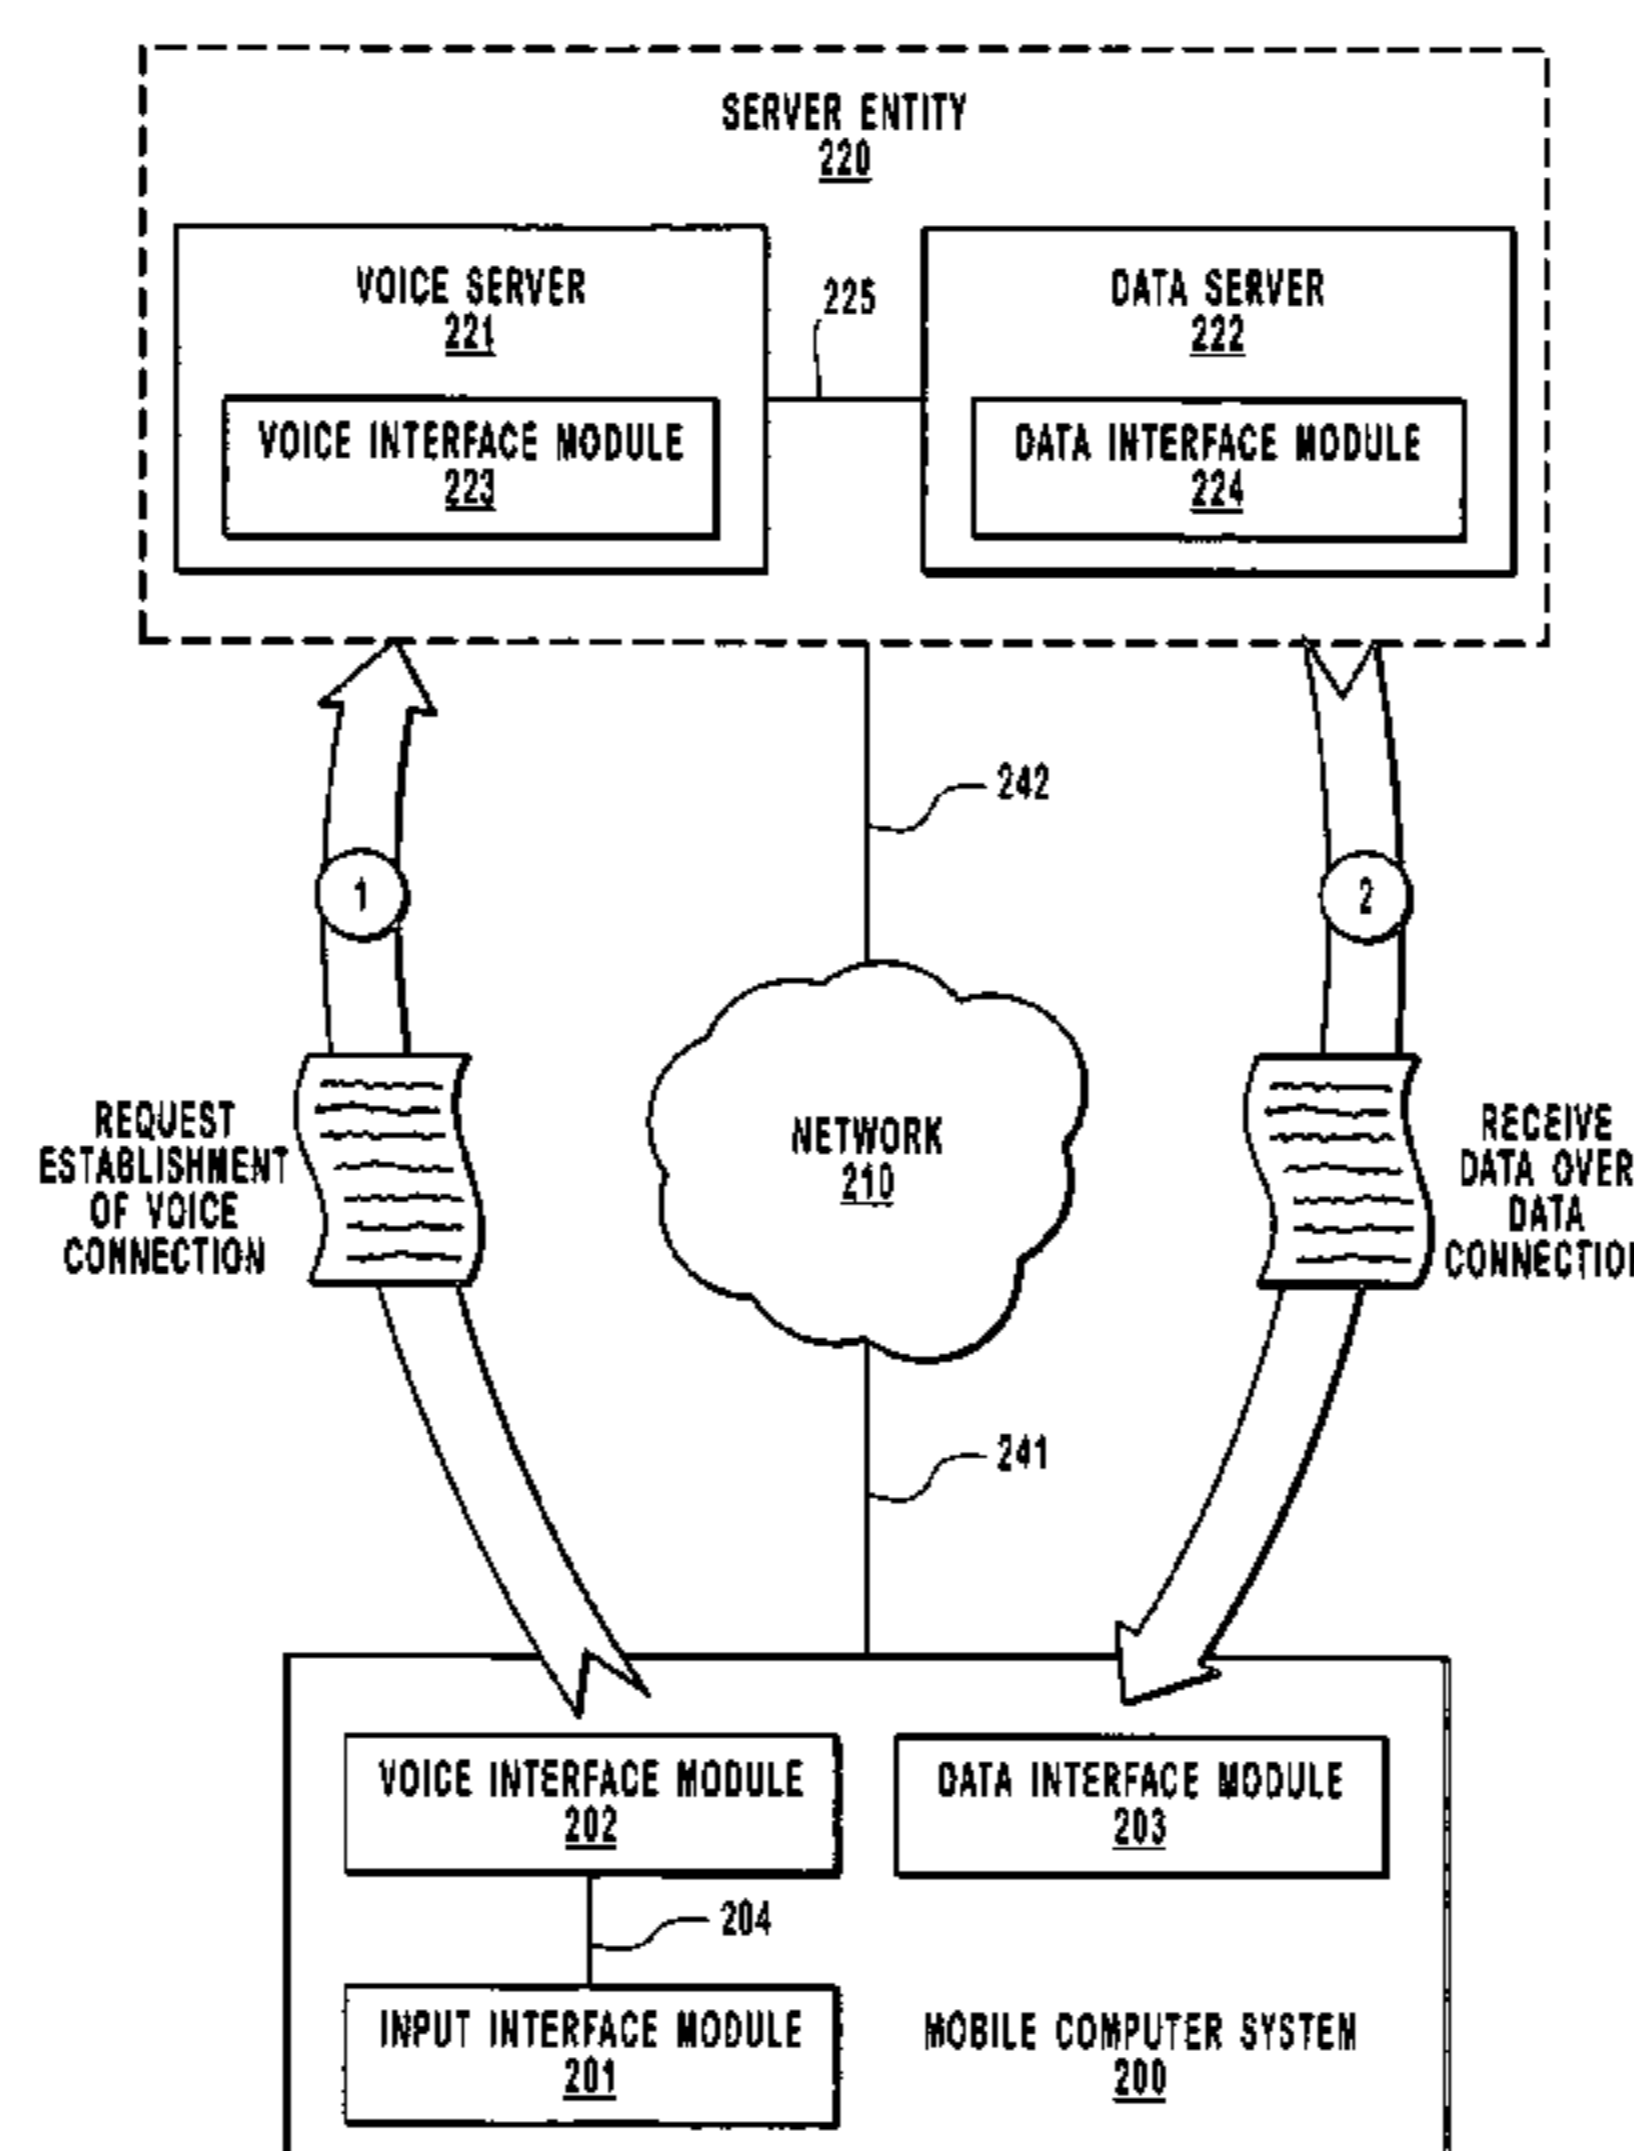 SERVER ENTITY
220
VOICE SERVER
221
225
DATA SERVER
222
VOICE INTERFACE MODULE
223
DATA INTERFACE MODULE
224
242
1
2
REQUEST
ESTABLISHMENT
OF VOICE
CONNECTION
NETWORK
210
RECEIVE
DATA OVER
DATA
CONNECTION
241
VOICE INTERFACE MODULE
202
DATA INTERFACE MODULE
203
204
INPUT INTERFACE MODULE
201
MOBILE COMPUTER SYSTEM
200